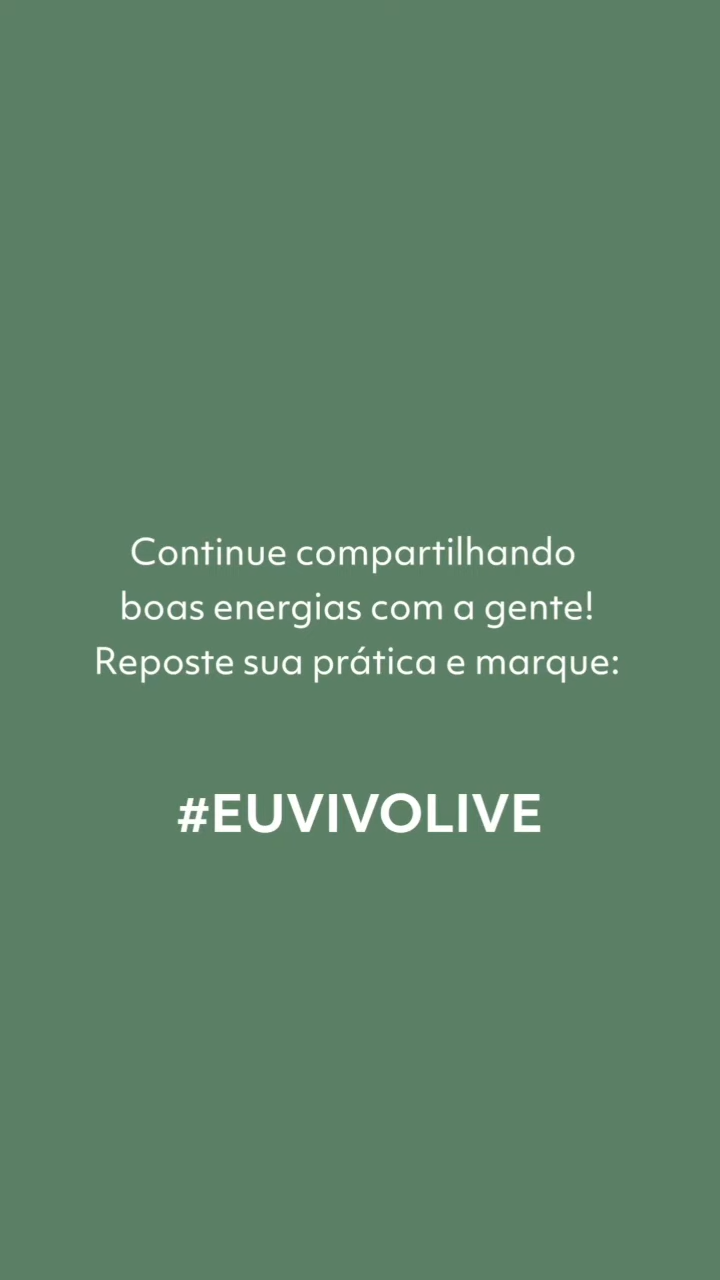 Continue compartilhando
boas energias com a gente!
Reposte sua prática e marque:
#EUVIVOLIVE